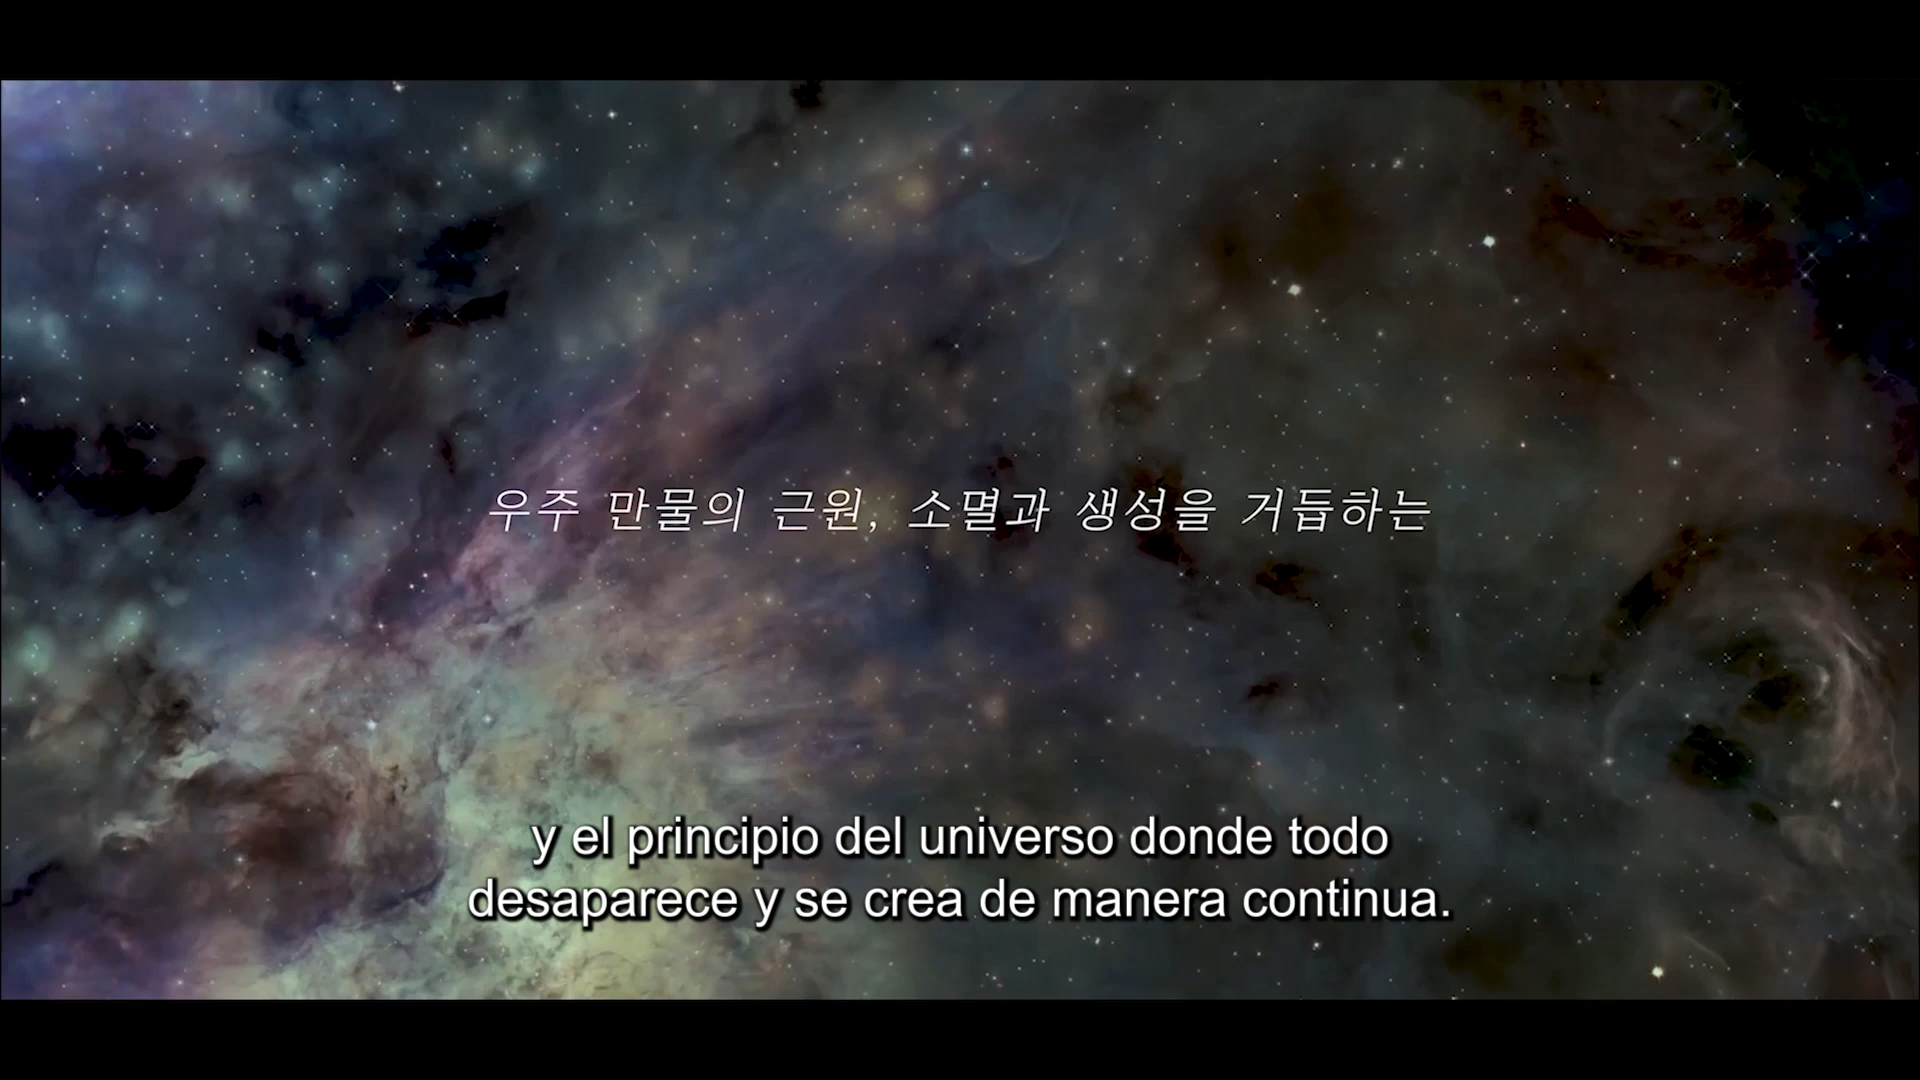 우주 만물의 근원, 소멸과 생성을 거듭하는
y el principio del universo donde todo
desaparece y se crea de manera continua.